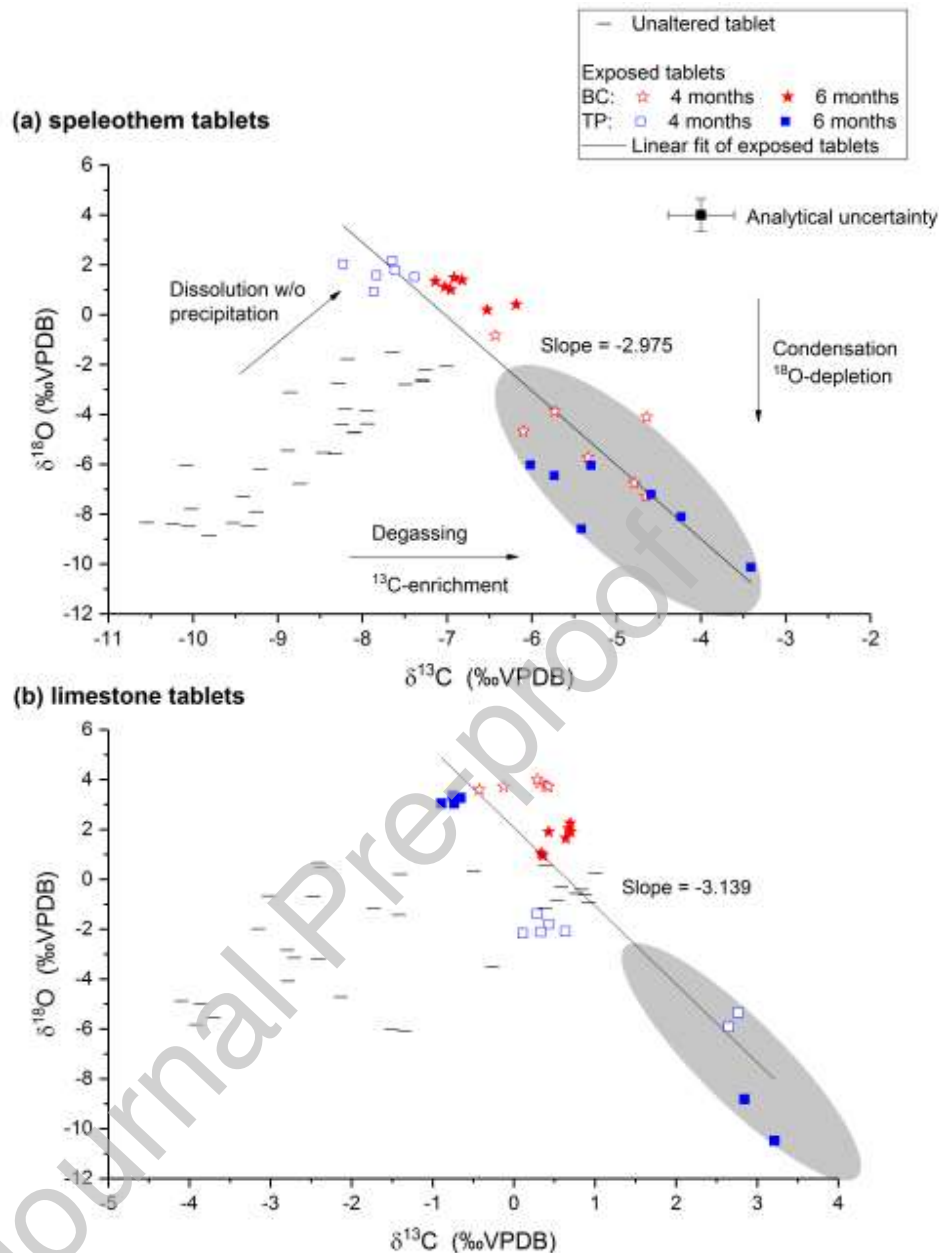 — Unaltered tablet
Exposed tablets
BC: ☆ 4 months ★ 6 months
TP: □ 4 months ■ 6 months
—— Linear fit of exposed tablets
(a) speleothem tablets
Analytical uncertainty
Dissolution w/o
precipitation
Slope = -2.975
Condensation
¹⁸O-depletion
Degassing
¹³C-enrichment
δ¹⁸O (‰VPDB)
6
4
2
0
-2
-4
-6
-8
-10
-12
-11 -10 -9 -8 -7 -6 -5 -4 -3 -2
δ¹³C (‰VPDB)
(b) limestone tablets
Slope = -3.139
δ¹⁸O (‰VPDB)
6
4
2
0
-2
-4
-6
-8
-10
-12
-5 -4 -3 -2 -1 0 1 2 3 4
δ¹³C (‰VPDB)
Journal Pre-proof